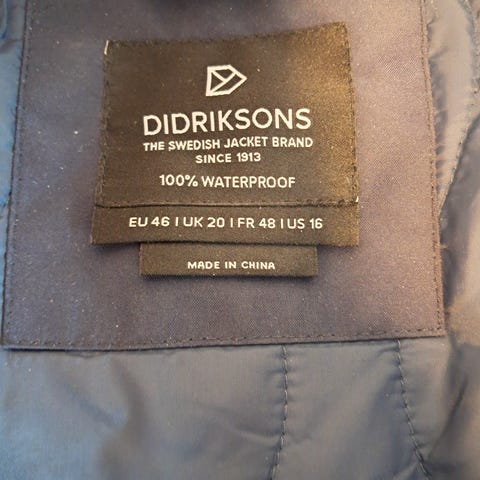 DIDRIKSONS
THE SWEDISH JACKET BRAND
SINCE 1913
100% WATERPROOF
EU 46 I UK 20 I FR 48 I US 16
MADE IN CHINA